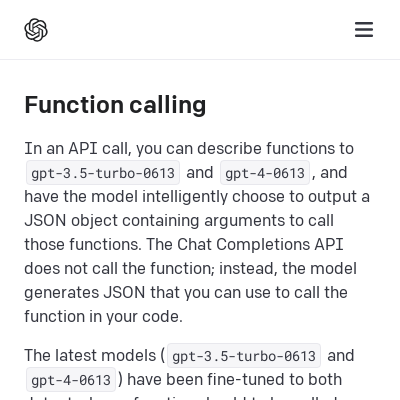 Function calling
In an API call, you can describe functions to
gpt-3.5-turbo-0613 and gpt-4-0613, and
have the model intelligently choose to output a
JSON object containing arguments to call
those functions. The Chat Completions API
does not call the function; instead, the model
generates JSON that you can use to call the
function in your code.
The latest models (gpt-3.5-turbo-0613 and
gpt-4-0613) have been fine-tuned to both